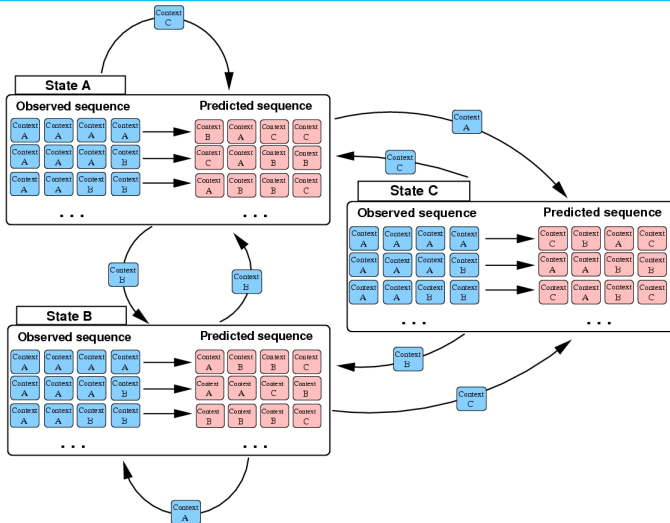 Context
C
State A
Observed sequence Predicted sequence
Context Context Context Context Context Context Context Context
A A A A B A C C
Context Context Context Context Context Context Context Context
A A A B C A B B
Context Context Context Context Context Context Context Context
A A B B A B B C
. . . . . .
Context
A
Context
C
State C
Observed sequence Predicted sequence
Context Context Context Context Context Context Context Context
A A A A C B A C
Context Context Context Context Context Context Context Context
A A A B A A B B
Context Context Context Context Context Context Context Context
A A B B C A B C
. . . . . .
Context
B
Context
B
State B
Observed sequence Predicted sequence
Context Context Context Context Context Context Context Context
A A A A A B B C
Context Context Context Context Context Context Context Context
A A A B A A C B
Context Context Context Context Context Context Context Context
A A B B B B B C
. . . . . .
Context
B
Context
C
Context
A